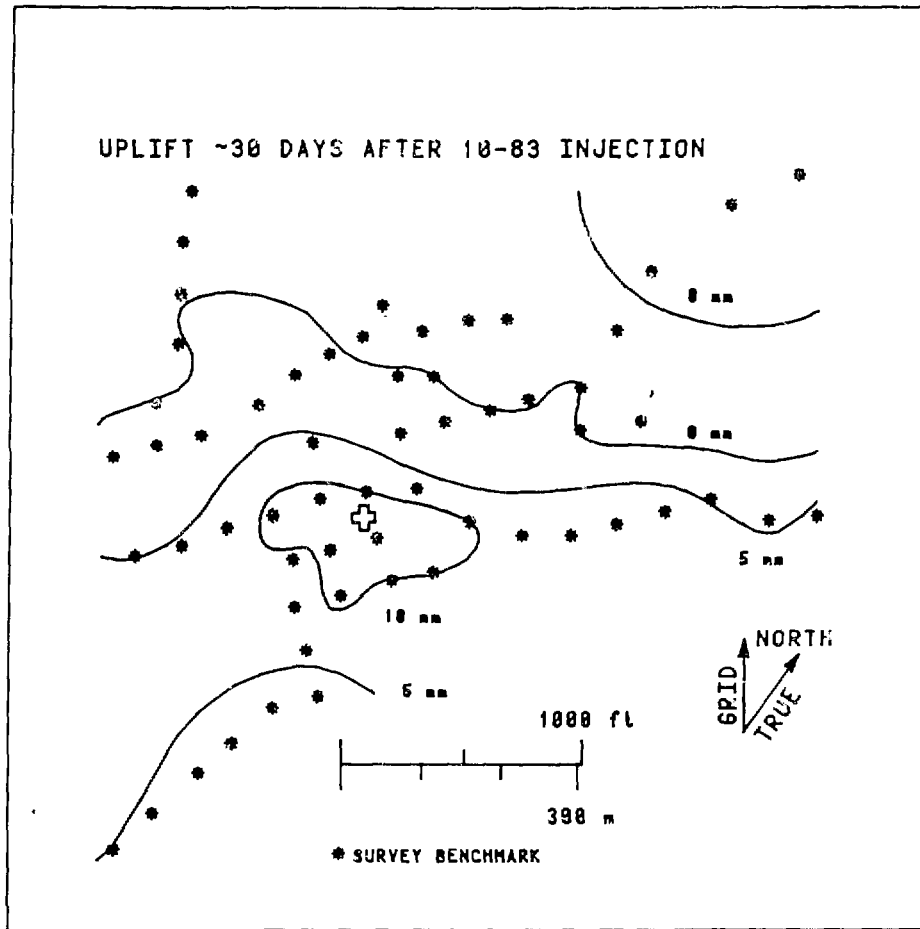 UPLIFT ~30 DAYS AFTER 10-83 INJECTION
0 mm
0 mm
5 mm
10 mm
5 mm
NORTH
GRID
TRUE
1000 ft
300 m
* SURVEY BENCHMARK